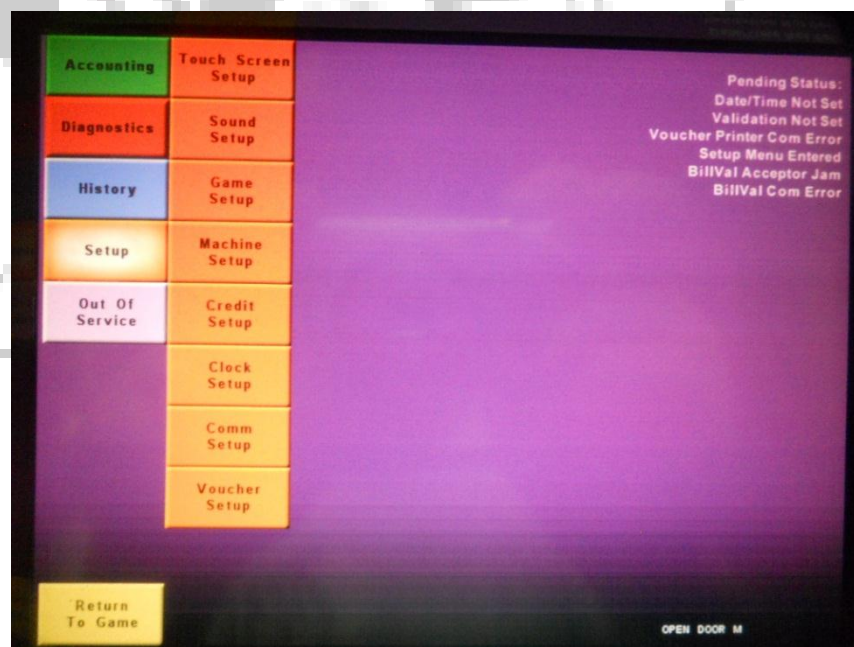 Accounting
Touch Screen
Setup
Diagnostics
Sound
Setup
History
Game
Setup
Setup
Machine
Setup
Out Of
Service
Credit
Setup
Clock
Setup
Comm
Setup
Voucher
Setup
Return
To Game
Pending Status:
Date/Time Not Set
Validation Not Set
Voucher Printer Com Error
Setup Menu Entered
BillVal Acceptor Jam
BillVal Com Error
OPEN DOOR M